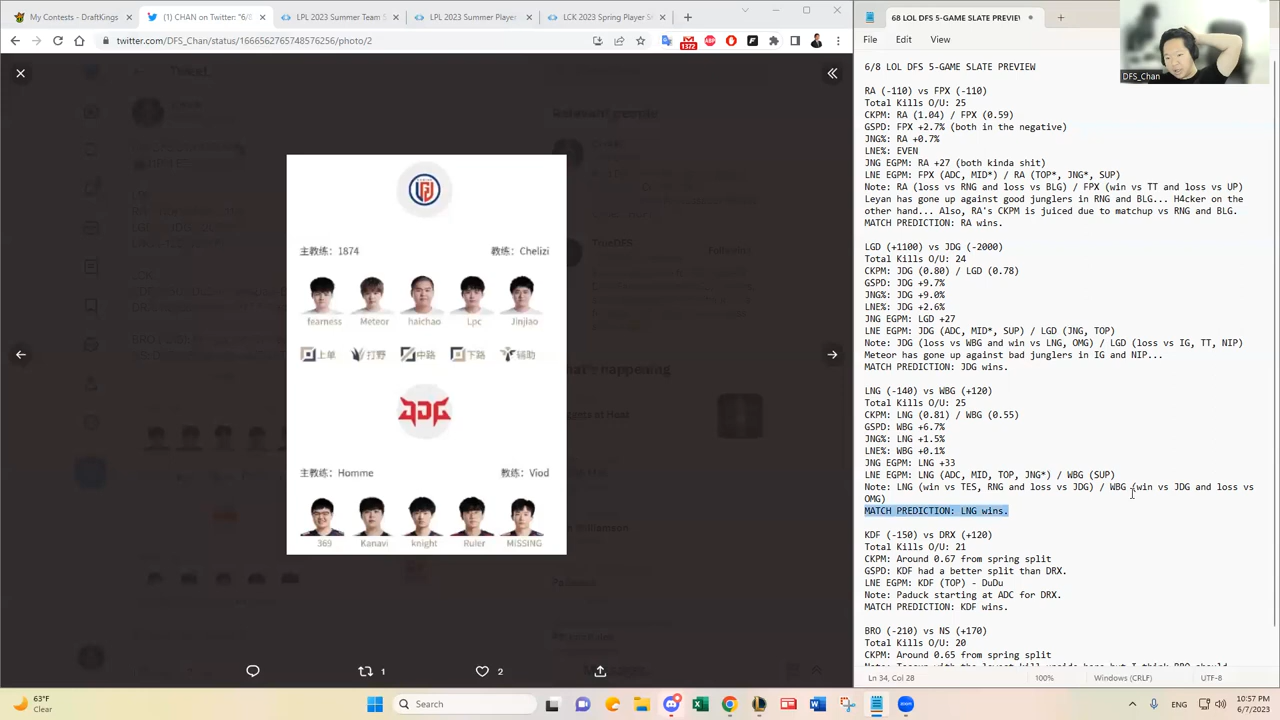 My Contests - DraftKings
(1) CHAN on Twitter: "6/
LPL 2023 Summer Team S
LPL 2023 Summer Player
LCK 2023 Spring Player S
68 LOL DFS 5-GAME SLATE PREVIEW
twitter.com/DFS_Chan/status/1666562765748576256/photo/2
1372
File
Edit
View
DFS_Chan
主教练：1874
教练：Chelizi
fearness
Meteor
haichao
Lpc
Jinjiao
上单
打野
中路
下路
辅助
JDG
主教练：Homme
教练：Viod
369
Kanavi
knight
Ruler
MISSING
1
2
6/8 LOL DFS 5-GAME SLATE PREVIEW
RA (-110) vs FPX (-110)
Total Kills O/U: 25
CKPM: RA (1.04) / FPX (0.59)
GSPD: FPX +2.7% (both in the negative)
JNG%: RA +0.7%
LNE%: EVEN
JNG EGPM: RA +27 (both kinda shit)
LNE EGPM: FPX (ADC, MID*) / RA (TOP*, JNG*, SUP)
Note: RA (loss vs RNG and loss vs BLG) / FPX (win vs TT and loss vs UP)
Leyan has gone up against good junglers in RNG and BLG... H4cker on the
other hand... Also, RA's CKPM is juiced due to matchup vs RNG and BLG.
MATCH PREDICTION: RA wins.
LGD (+1100) vs JDG (-2000)
Total Kills O/U: 24
CKPM: JDG (0.80) / LGD (0.78)
GSPD: JDG +9.7%
JNG%: JDG +9.0%
LNE%: JDG +2.6%
JNG EGPM: LGD +27
LNE EGPM: JDG (ADC, MID*, SUP) / LGD (JNG, TOP)
Note: JDG (loss vs WBG and win vs LNG, OMG) / LGD (loss vs IG, TT, NIP)
Meteor has gone up against bad junglers in IG and NIP...
MATCH PREDICTION: JDG wins.
LNG (-140) vs WBG (+120)
Total Kills O/U: 25
CKPM: LNG (0.81) / WBG (0.55)
GSPD: WBG +6.7%
JNG%: LNG +1.5%
LNE%: WBG +0.1%
JNG EGPM: LNG +33
LNE EGPM: LNG (ADC, MID, TOP, JNG*) / WBG (SUP)
Note: LNG (win vs TES, RNG and loss vs JDG) / WBG (win vs JDG and loss vs
OMG)
MATCH PREDICTION: LNG wins.
KDF (-150) vs DRX (+120)
Total Kills O/U: 21
CKPM: Around 0.67 from spring split
GSPD: KDF had a better split than DRX.
LNE EGPM: KDF (TOP) - DuDu
Note: Paduck starting at ADC for DRX.
MATCH PREDICTION: KDF wins.
BRO (-210) vs NS (+170)
Total Kills O/U: 20
CKPM: Around 0.65 from spring split
Ln 34, Col 28
100%
Windows (CRLF)
UTF-8
63°F
Clear
Search
ENG
10:57 PM
6/7/2023